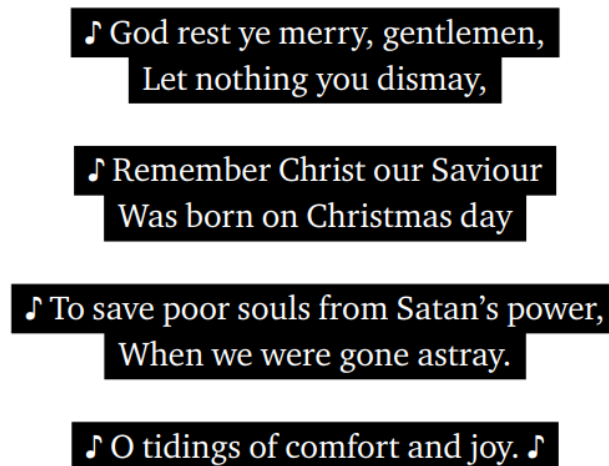 ♪ God rest ye merry, gentlemen,
Let nothing you dismay,
♪ Remember Christ our Saviour
Was born on Christmas day
♪ To save poor souls from Satan’s power,
When we were gone astray.
♪ O tidings of comfort and joy. ♪